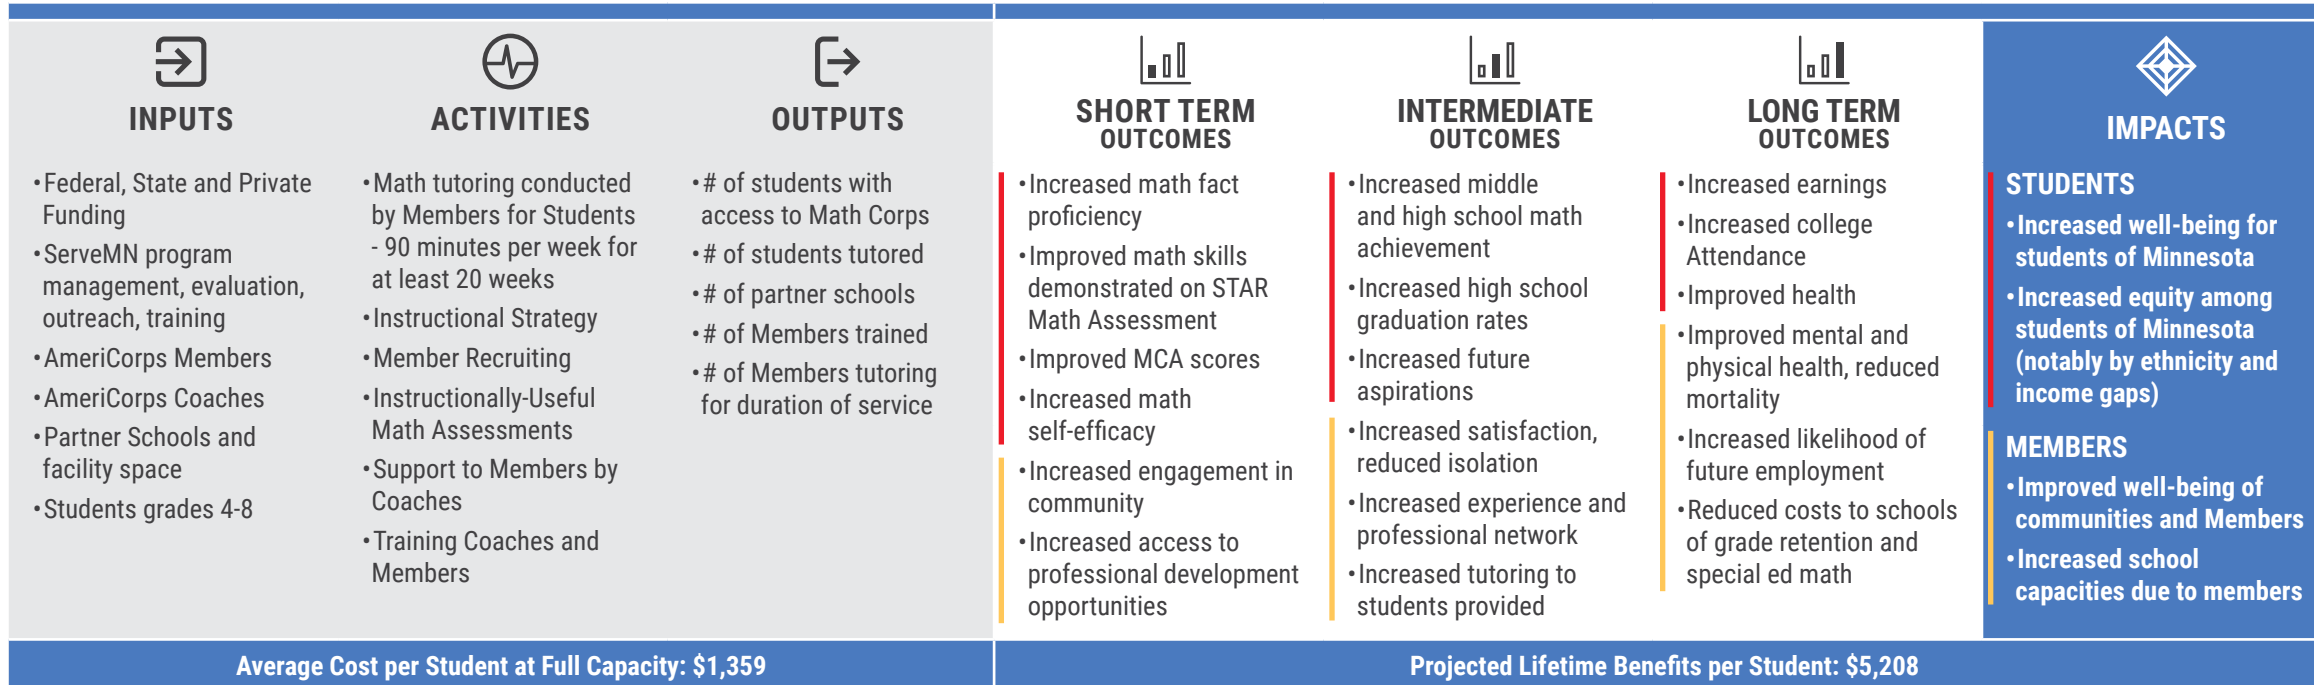 INPUTS
•Federal, State and Private
Funding
•ServeMN program
management, evaluation,
outreach, training
•AmeriCorps Members
•AmeriCorps Coaches
•Partner Schools and
facility space
•Students grades 4-8
ACTIVITIES
•Math tutoring conducted
by Members for Students
- 90 minutes per week for
at least 20 weeks
•Instructional Strategy
•Member Recruiting
•Instructionally-Useful
Math Assessments
•Support to Members by
Coaches
•Training Coaches and
Members
OUTPUTS
•# of students with
access to Math Corps
•# of students tutored
•# of partner schools
•# of Members trained
•# of Members tutoring
for duration of service
SHORT TERM
OUTCOMES
•Increased math fact
proficiency
•Improved math skills
demonstrated on STAR
Math Assessment
•Improved MCA scores
•Increased math
self-efficacy
•Increased engagement in
community
•Increased access to
professional development
opportunities
INTERMEDIATE
OUTCOMES
•Increased middle
and high school math
achievement
•Increased high school
graduation rates
•Increased future
aspirations
•Increased satisfaction,
reduced isolation
•Increased experience and
professional network
•Increased tutoring to
students provided
LONG TERM
OUTCOMES
•Increased earnings
•Increased college
Attendance
•Improved health
•Improved mental and
physical health, reduced
mortality
•Increased likelihood of
future employment
•Reduced costs to schools
of grade retention and
special ed math
IMPACTS
STUDENTS
•Increased well-being for
students of Minnesota
•Increased equity among
students of Minnesota
(notably by ethnicity and
income gaps)
MEMBERS
•Improved well-being of
communities and Members
•Increased school
capacities due to members
Average Cost per Student at Full Capacity: $1,359
Projected Lifetime Benefits per Student: $5,208